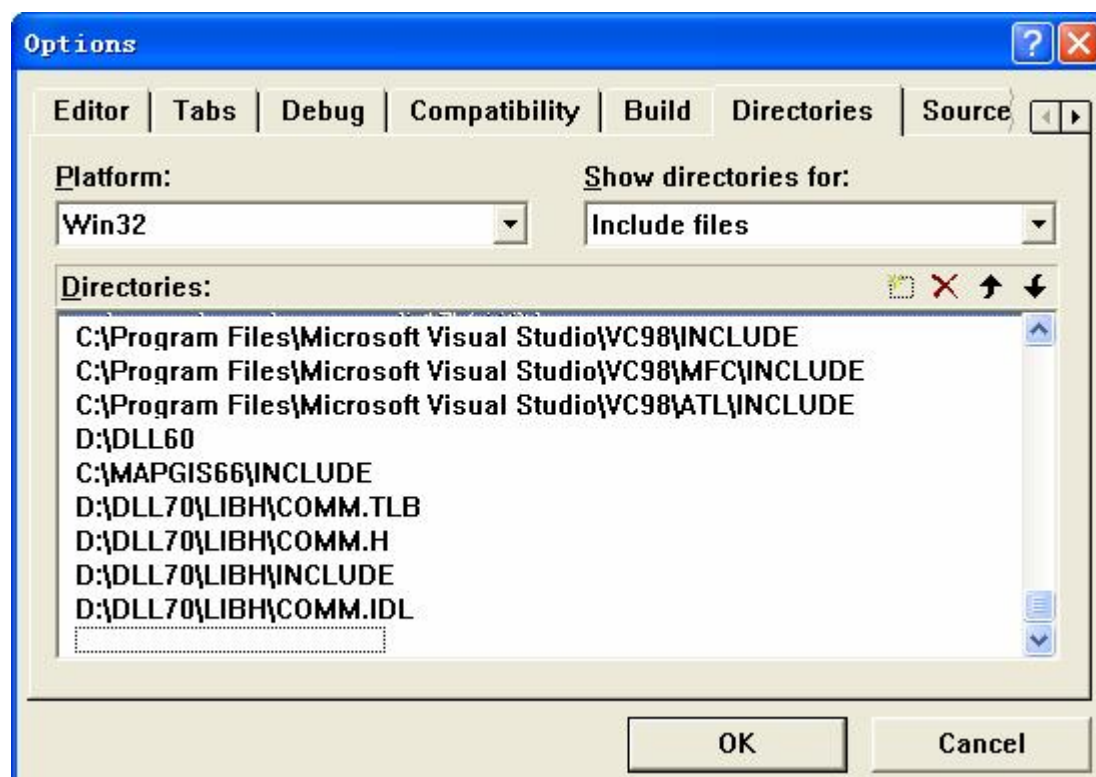 Options
Editor Tabs Debug Compatibility Build Directories Source
Platform: Show directories for:
Win32 Include files
Directories:
C:\Program Files\Microsoft Visual Studio\VC98\INCLUDE
C:\Program Files\Microsoft Visual Studio\VC98\MFC\INCLUDE
C:\Program Files\Microsoft Visual Studio\VC98\ATL\INCLUDE
D:\DLL60
C:\MAPGIS66\INCLUDE
D:\DLL70\LIBH\COMM.TLB
D:\DLL70\LIBH\COMM.H
D:\DLL70\LIBH\INCLUDE
D:\DLL70\LIBH\COMM.IDL
OK Cancel